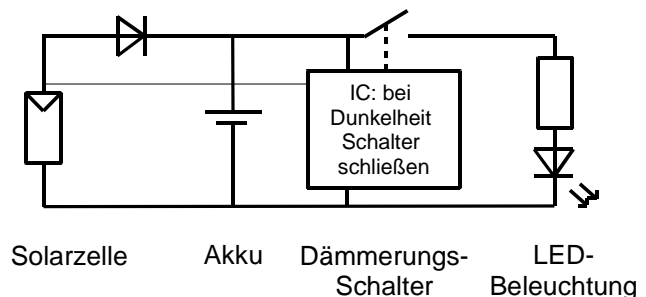 IC: bei
Dunkelheit
Schalter
schließen
Solarzelle
Akku
Dämmerungs-
Schalter
LED-
Beleuchtung